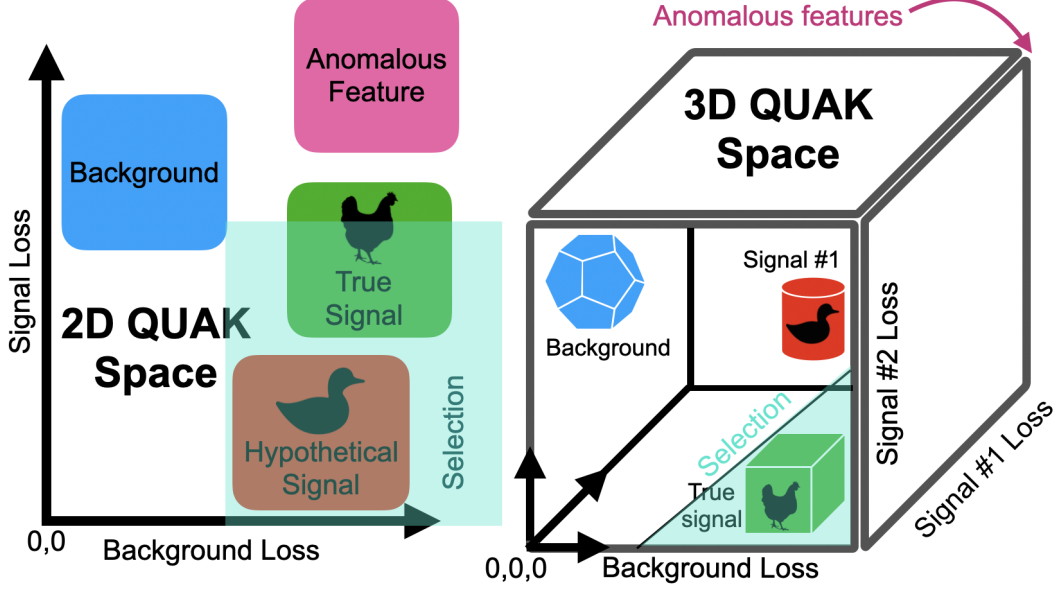 Anomalous
Feature
Background
True
Signal
2D QUAK
Space
Hypothetical
Signal
Selection
Signal Loss
0,0
Background Loss
Anomalous features
3D QUAK
Space
Signal #1
Background
Selection
True
signal
Signal #2 Loss
Signal #1 Loss
0,0,0
Background Loss